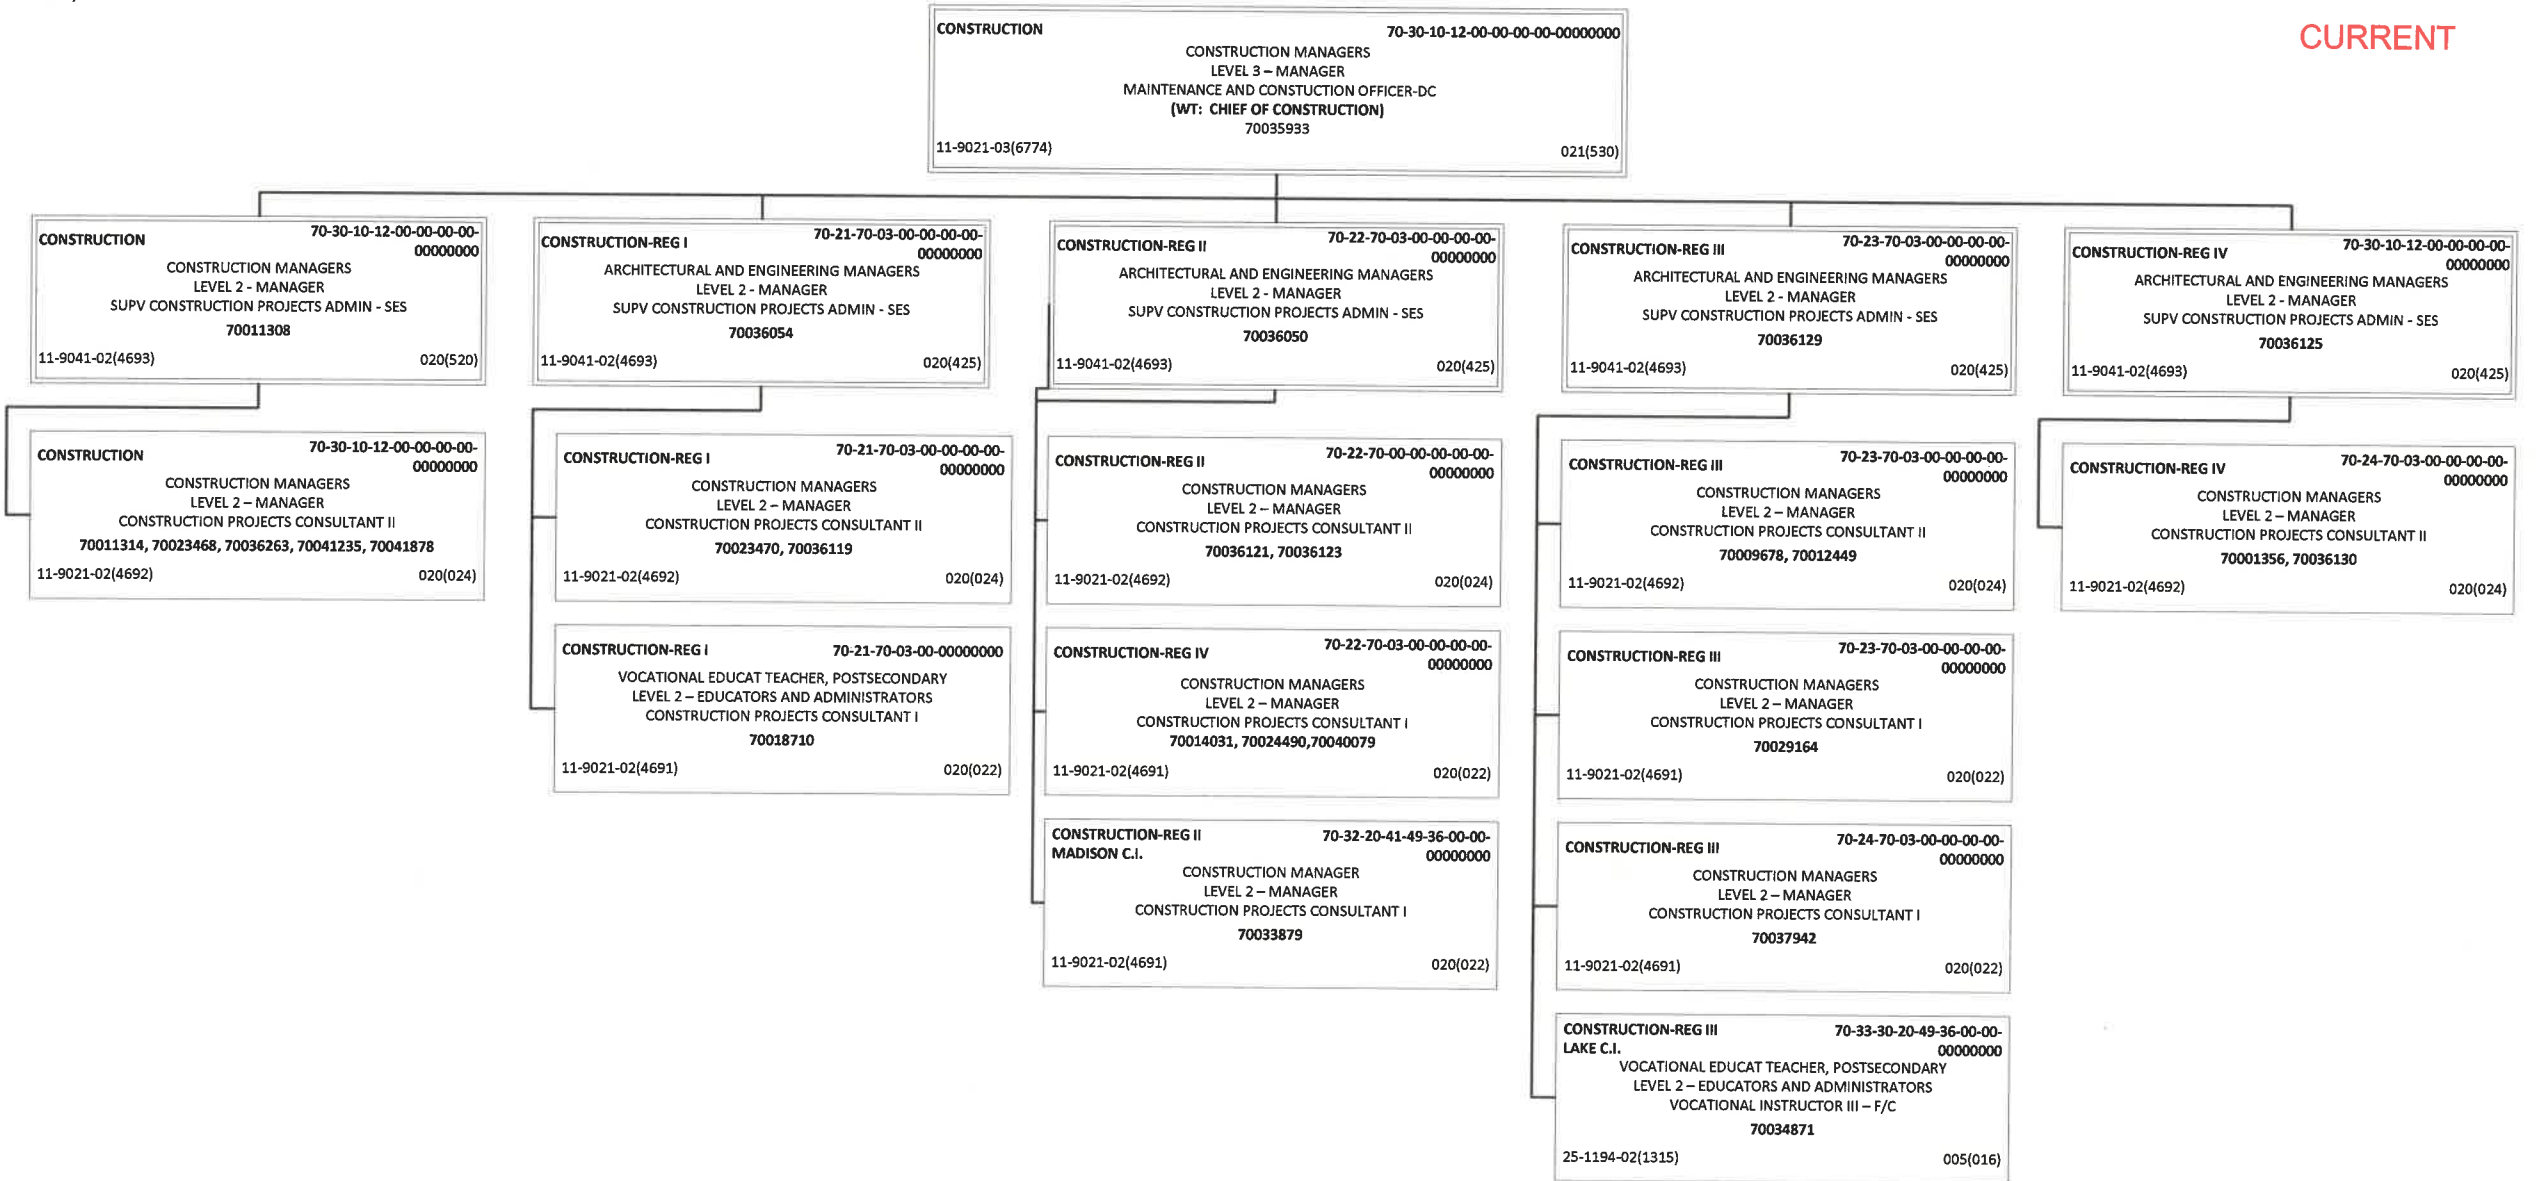 CURRENT
CONSTRUCTION 70-30-10-12-00-00-00-00-00000000
CONSTRUCTION MANAGERS
LEVEL 3 – MANAGER
MAINTENANCE AND CONSTUCTION OFFICER-DC
(WT: CHIEF OF CONSTRUCTION)
70035933
11-9021-03(6774) 021(530)
CONSTRUCTION 70-30-10-12-00-00-00-00-
00000000
CONSTRUCTION MANAGERS
LEVEL 2 - MANAGER
SUPV CONSTRUCTION PROJECTS ADMIN - SES
70011308
11-9041-02(4693) 020(520)
CONSTRUCTION 70-30-10-12-00-00-00-00-
00000000
CONSTRUCTION MANAGERS
LEVEL 2 – MANAGER
CONSTRUCTION PROJECTS CONSULTANT II
70011314, 70023468, 70036263, 70041235, 70041878
11-9021-02(4692) 020(024)
CONSTRUCTION-REG I 70-21-70-03-00-00-00-00-
00000000
ARCHITECTURAL AND ENGINEERING MANAGERS
LEVEL 2 - MANAGER
SUPV CONSTRUCTION PROJECTS ADMIN - SES
70036054
11-9041-02(4693) 020(425)
CONSTRUCTION-REG I 70-21-70-03-00-00-00-00-
00000000
CONSTRUCTION MANAGERS
LEVEL 2 – MANAGER
CONSTRUCTION PROJECTS CONSULTANT II
70023470, 70036119
11-9021-02(4692) 020(024)
CONSTRUCTION-REG I 70-21-70-03-00-00000000
VOCATIONAL EDUCAT TEACHER, POSTSECONDARY
LEVEL 2 – EDUCATORS AND ADMINISTRATORS
CONSTRUCTION PROJECTS CONSULTANT I
70018710
11-9021-02(4691) 020(022)
CONSTRUCTION-REG II 70-22-70-03-00-00-00-00-
00000000
ARCHITECTURAL AND ENGINEERING MANAGERS
LEVEL 2 - MANAGER
SUPV CONSTRUCTION PROJECTS ADMIN - SES
70036050
11-9041-02(4693) 020(425)
CONSTRUCTION-REG II 70-22-70-00-00-00-00-00-
00000000
CONSTRUCTION MANAGERS
LEVEL 2 – MANAGER
CONSTRUCTION PROJECTS CONSULTANT II
70036121, 70036123
11-9021-02(4692) 020(024)
CONSTRUCTION-REG IV 70-22-70-03-00-00-00-00-
00000000
CONSTRUCTION MANAGERS
LEVEL 2 – MANAGER
CONSTRUCTION PROJECTS CONSULTANT I
70014031, 70024490,70040079
11-9021-02(4691) 020(022)
CONSTRUCTION-REG II 70-32-20-41-49-36-00-00-
MADISON C.I. 00000000
CONSTRUCTION MANAGER
LEVEL 2 – MANAGER
CONSTRUCTION PROJECTS CONSULTANT I
70033879
11-9021-02(4691) 020(022)
CONSTRUCTION-REG III 70-23-70-03-00-00-00-00-
00000000
ARCHITECTURAL AND ENGINEERING MANAGERS
LEVEL 2 - MANAGER
SUPV CONSTRUCTION PROJECTS ADMIN - SES
70036129
11-9041-02(4693) 020(425)
CONSTRUCTION-REG III 70-23-70-03-00-00-00-00-
00000000
CONSTRUCTION MANAGERS
LEVEL 2 – MANAGER
CONSTRUCTION PROJECTS CONSULTANT II
70009678, 70012449
11-9021-02(4692) 020(024)
CONSTRUCTION-REG III 70-23-70-03-00-00-00-00-
00000000
CONSTRUCTION MANAGERS
LEVEL 2 – MANAGER
CONSTRUCTION PROJECTS CONSULTANT I
70029164
11-9021-02(4691) 020(022)
CONSTRUCTION-REG III 70-24-70-03-00-00-00-00-
00000000
CONSTRUCTION MANAGERS
LEVEL 2 – MANAGER
CONSTRUCTION PROJECTS CONSULTANT I
70037942
11-9021-02(4691) 020(022)
CONSTRUCTION-REG III 70-33-30-20-49-36-00-00-
LAKE C.I. 00000000
VOCATIONAL EDUCAT TEACHER, POSTSECONDARY
LEVEL 2 – EDUCATORS AND ADMINISTRATORS
VOCATIONAL INSTRUCTOR III – F/C
70034871
25-1194-02(1315) 005(016)
CONSTRUCTION-REG IV 70-30-10-12-00-00-00-00-
00000000
ARCHITECTURAL AND ENGINEERING MANAGERS
LEVEL 2 - MANAGER
SUPV CONSTRUCTION PROJECTS ADMIN - SES
70036125
11-9041-02(4693) 020(425)
CONSTRUCTION-REG IV 70-24-70-03-00-00-00-00-
00000000
CONSTRUCTION MANAGERS
LEVEL 2 – MANAGER
CONSTRUCTION PROJECTS CONSULTANT II
70001356, 70036130
11-9021-02(4692) 020(024)